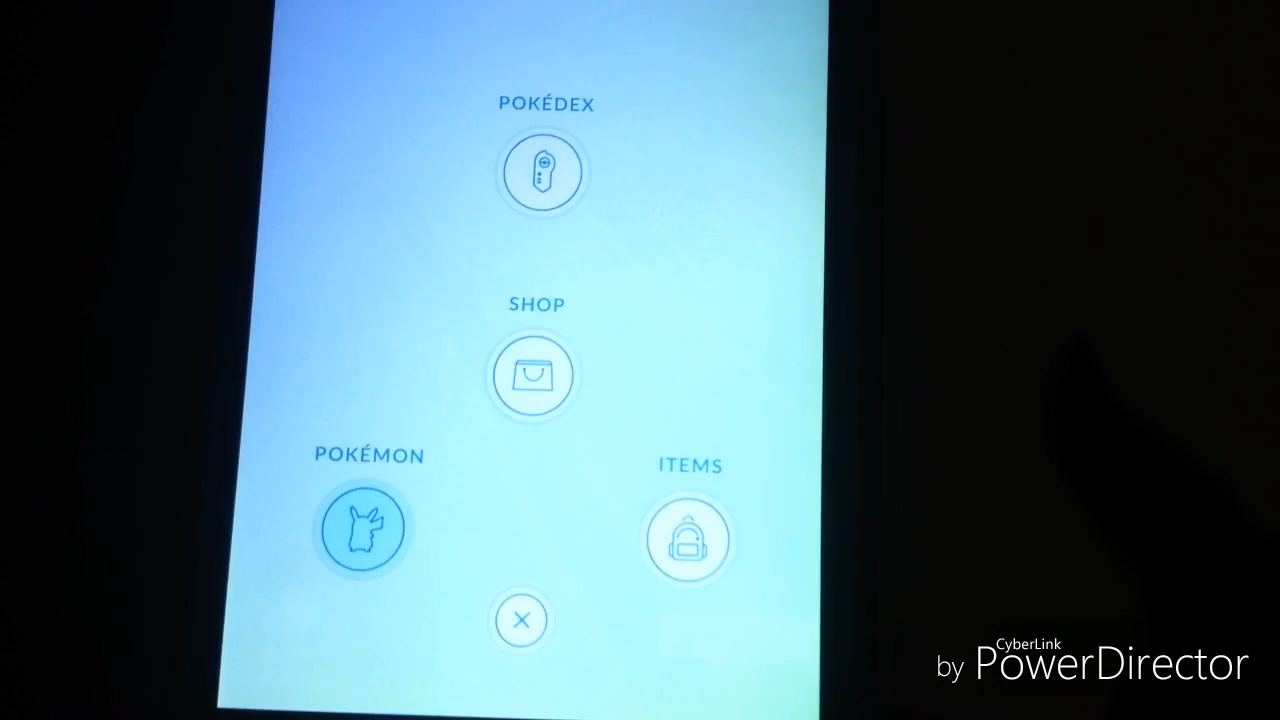 POKÉDEX
SHOP
POKÉMON
ITEMS
CyberLink
by PowerDirector